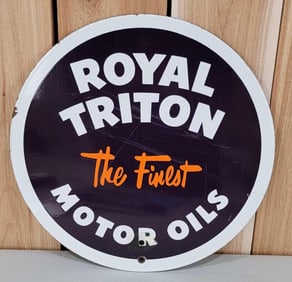 ROYAL
TRITON
The Finest
MOTOR OILS